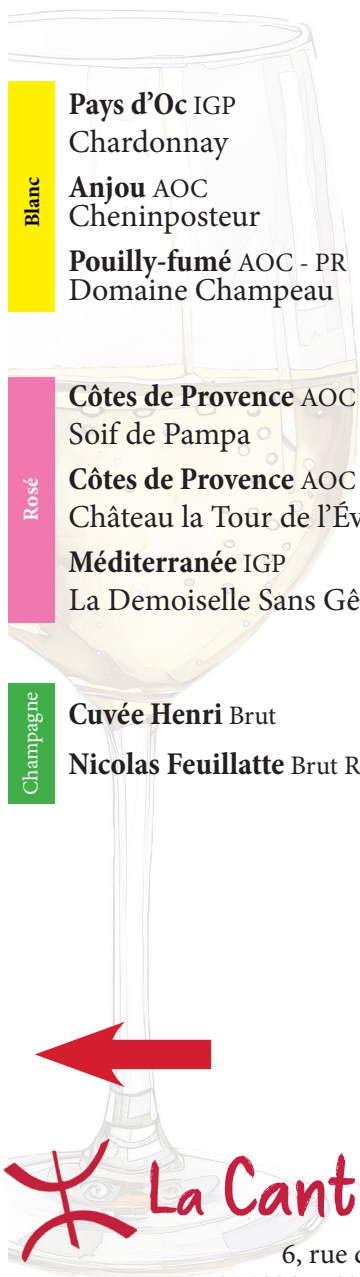 Blanc
Pays d'Oc IGP
Chardonnay
Anjou AOC
Cheninposteur
Pouilly-fumé AOC - PR
Domaine Champeau
Rosé
Côtes de Provence AOC
Soif de Pampa
Côtes de Provence AOC
Château la Tour de l'Év
Méditerranée IGP
La Demoiselle Sans Gê
Champagne
Cuvée Henri Brut
Nicolas Feuillatte Brut R
La Cant
6, rue